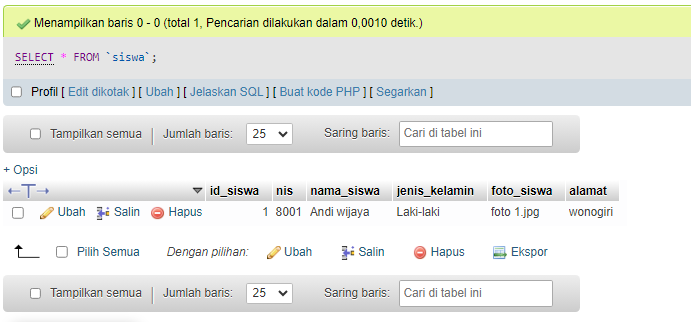 Menampilkan baris 0 - 0 (total 1, Pencarian dilakukan dalam 0,0010 detik.)
SELECT * FROM `siswa`;
Profil [ Edit dikotak ] [ Ubah ] [ Jelaskan SQL ] [ Buat kode PHP ] [ Segarkan ]
Tampilkan semua | Jumlah baris: 25 Saring baris: Cari di tabel ini
+ Opsi
←T→ id_siswa nis nama_siswa jenis_kelamin foto_siswa alamat
Ubah Salin Hapus 1 8001 Andi wijaya Laki-laki foto 1.jpg wonogiri
Pilih Semua Dengan pilihan: Ubah Salin Hapus Ekspor
Tampilkan semua | Jumlah baris: 25 Saring baris: Cari di tabel ini